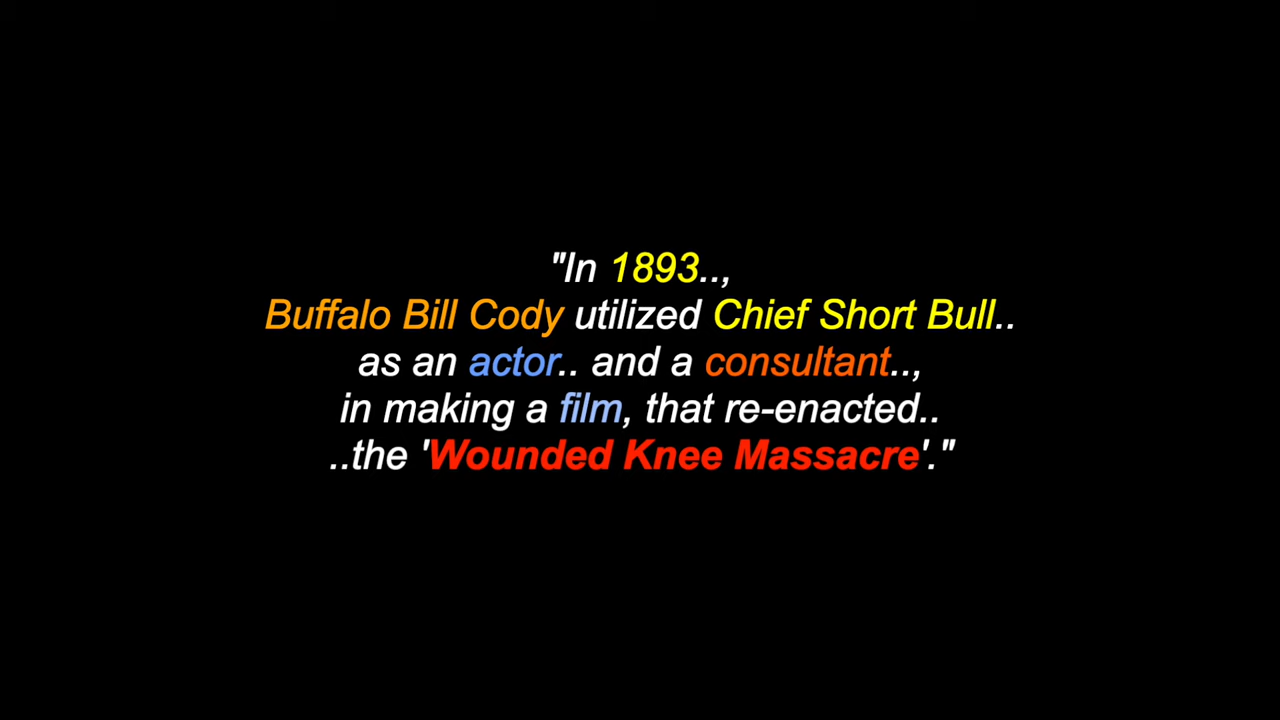 "In 1893..,
Buffalo Bill Cody utilized Chief Short Bull..
as an actor.. and a consultant..,
in making a film, that re-enacted..
..the 'Wounded Knee Massacre'."